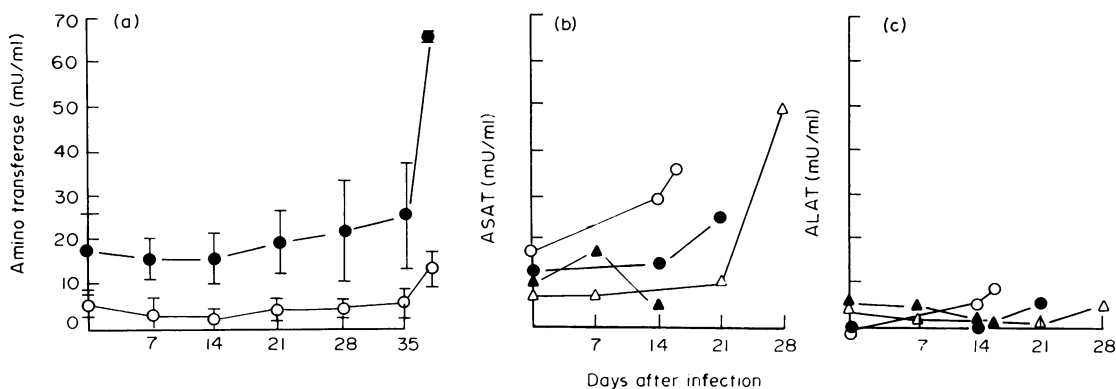 (a)
Amino transferase (mU/ml)
70
60
50
40
30
20
10
0
7 14 21 28 35
(b)
ASAT (mU/ml)
7 14 21 28
(c)
ALAT (mU/ml)
7 14 21 28
Days after infection